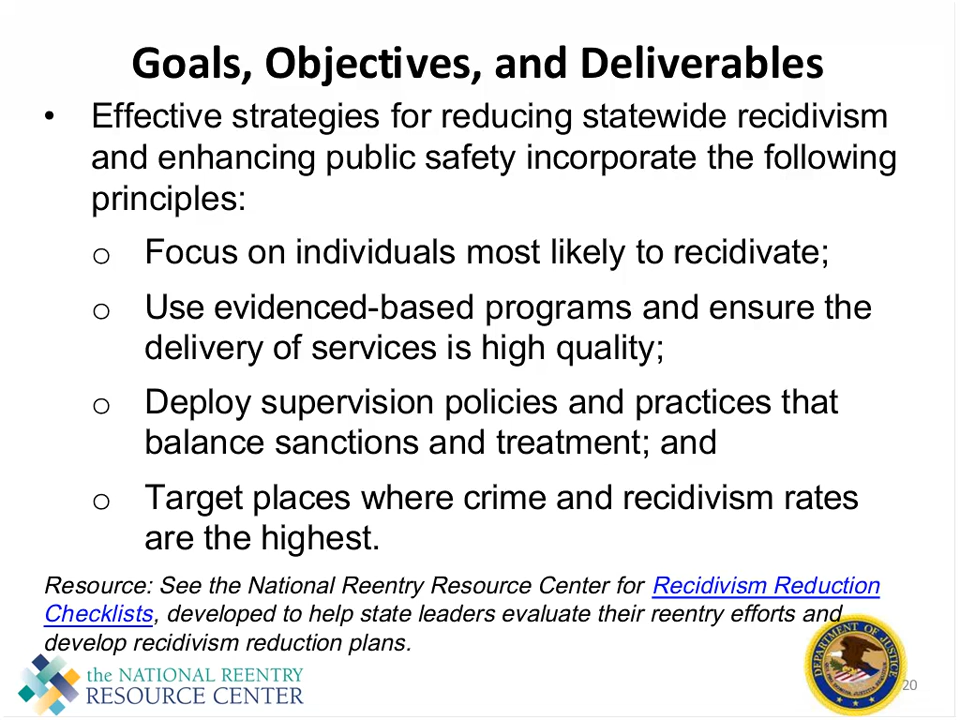 Goals, Objectives, and Deliverables
• Effective strategies for reducing statewide recidivism
and enhancing public safety incorporate the following
principles:
o Focus on individuals most likely to recidivate;
o Use evidenced-based programs and ensure the
delivery of services is high quality;
o Deploy supervision policies and practices that
balance sanctions and treatment; and
o Target places where crime and recidivism rates
are the highest.
Resource: See the National Reentry Resource Center for Recidivism Reduction
Checklists, developed to help state leaders evaluate their reentry efforts and
develop recidivism reduction plans.
the NATIONAL REENTRY
RESOURCE CENTER
DEPARTMENT OF JUSTICE
20